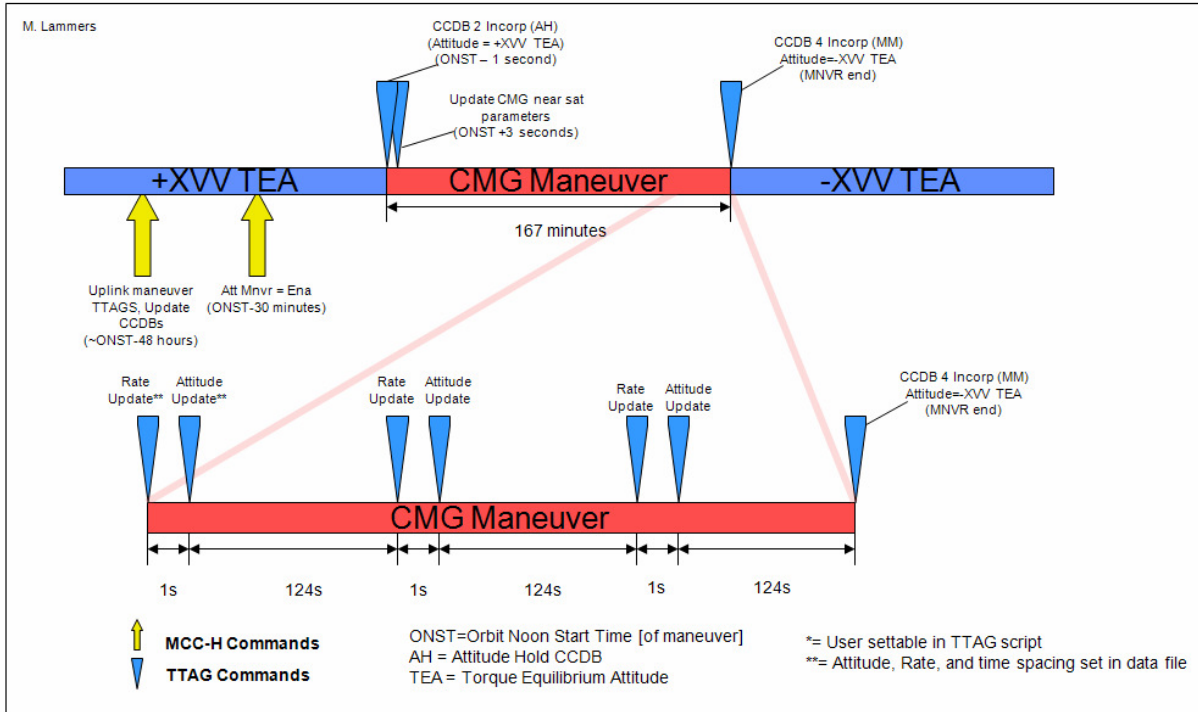 M. Lammers
CCDB 2 Incorp (AH)
(Attitude = +XVV TEA)
(ONST – 1 second)
Update CMG near sat
parameters
(ONST +3 seconds)
CCDB 4 Incorp (MM)
Attitude=-XVV TEA
(MNVR end)
+XVV TEA
CMG Maneuver
-XVV TEA
167 minutes
Uplink maneuver
TTAGS, Update
CCDBs
(~ONST-48 hours)
Att Mnvr = Ena
(ONST-30 minutes)
Rate
Update**
Attitude
Update**
Rate
Update
Attitude
Update
Rate
Update
Attitude
Update
CCDB 4 Incorp (MM)
Attitude=-XVV TEA
(MNVR end)
CMG Maneuver
1s
124s
1s
124s
1s
124s
MCC-H Commands
TTAG Commands
ONST=Orbit Noon Start Time [of maneuver]
AH = Attitude Hold CCDB
TEA = Torque Equilibrium Attitude
*= User settable in TTAG script
**= Attitude, Rate, and time spacing set in data file